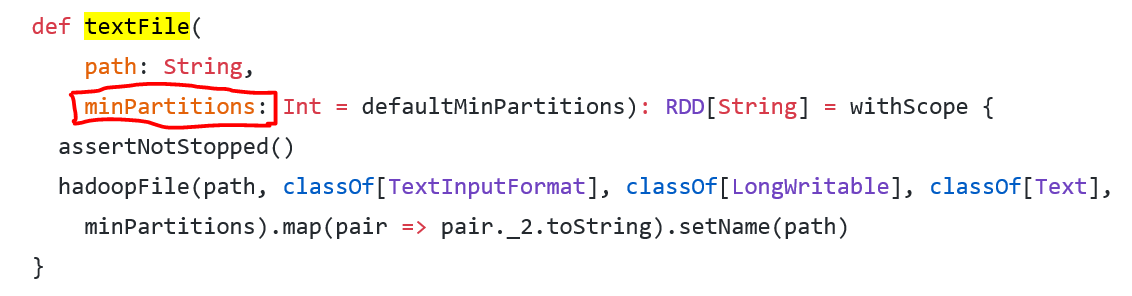 def textFile(
path: String,
minPartitions: Int = defaultMinPartitions): RDD[String] = withScope {
assertNotStopped()
hadoopFile(path, classOf[TextInputFormat], classOf[LongWritable], classOf[Text],
minPartitions).map(pair => pair._2.toString).setName(path)
}